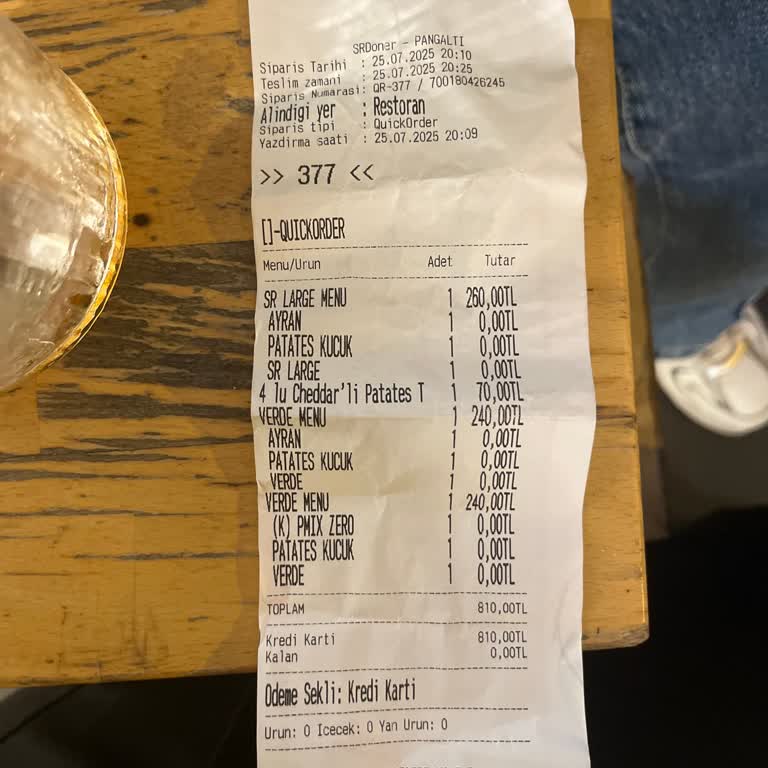 SRDoner - PANGALTI
Siparis Tarihi : 25.07.2025 20:10
Teslim zamani : 25.07.2025 20:25
Siparis Numarasi: QR-377 / 700180426245
Alindigi yer : Restoran
Siparis tipi : QuickOrder
Yazdirma saati : 25.07.2025 20:09
>> 377 <<
[]-QUICKORDER
Menu/Urun Adet Tutar
SR LARGE MENU 1 260,00TL
AYRAN 1 0,00TL
PATATES KUCUK 1 0,00TL
SR LARGE 1 0,00TL
4 lu Cheddar'li Patates T 1 70,00TL
VERDE MENU 1 240,00TL
AYRAN 1 0,00TL
PATATES KUCUK 1 0,00TL
VERDE 1 0,00TL
VERDE MENU 1 240,00TL
(K) PMIX ZERO 1 0,00TL
PATATES KUCUK 1 0,00TL
VERDE 1 0,00TL
TOPLAM 810,00TL
Kredi Karti 810,00TL
Kalan 0,00TL
Odeme Sekli: Kredi Karti
Urun: 0 Icecek: 0 Yan Urun: 0